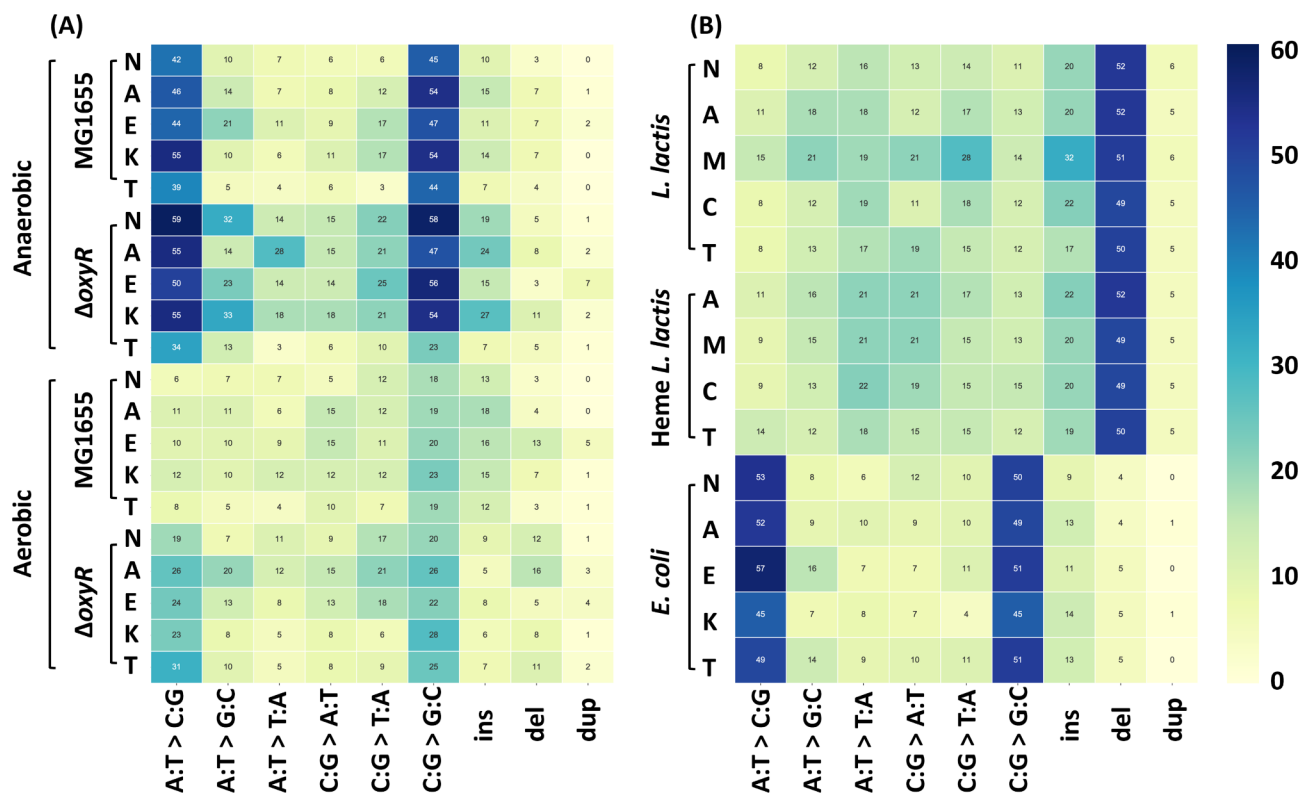 (A)
Anaerobic
MG1655
N 42 10 7 6 6 45 10 3 0
A 46 14 7 8 12 54 15 7 1
E 44 21 11 9 17 47 11 7 2
K 55 10 6 11 17 54 14 7 0
T 39 5 4 6 3 44 7 4 0
ΔoxyR
N 59 32 14 15 22 58 19 5 1
A 55 14 28 15 21 47 24 8 2
E 50 23 14 14 25 56 15 3 7
K 55 33 18 18 21 54 27 11 2
T 34 13 3 6 10 23 7 5 1
Aerobic
MG1655
N 6 7 7 5 12 18 13 3 0
A 11 11 6 15 12 19 18 4 0
E 10 10 9 15 11 20 16 13 5
K 12 10 12 12 12 23 15 7 1
T 8 5 4 10 7 19 12 3 1
ΔoxyR
N 19 7 11 9 17 20 9 12 1
A 26 20 12 15 21 26 5 16 3
E 24 13 8 13 18 22 8 5 4
K 23 8 5 8 6 28 6 8 1
T 31 10 5 8 9 25 7 11 2
A:T > C:G
A:T > G:C
A:T > T:A
C:G > A:T
C:G > T:A
C:G > G:C
ins
del
dup
(B)
L. lactis
N 8 12 16 13 14 11 20 52 6
A 11 18 18 12 17 13 20 52 5
M 15 21 19 21 28 14 32 51 6
C 8 12 19 11 18 12 22 49 5
T 8 13 17 19 15 12 17 50 5
Heme L. lactis
A 11 16 21 21 17 13 22 52 5
M 9 15 21 21 15 13 20 49 5
C 9 13 22 19 15 15 20 49 5
T 14 12 18 15 15 12 19 50 5
E. coli
N 53 8 6 12 10 50 9 4 0
A 52 9 10 9 10 49 13 4 1
E 57 16 7 7 11 51 11 5 0
K 45 7 8 7 4 45 14 5 1
T 49 14 9 10 11 51 13 5 0
A:T > C:G
A:T > G:C
A:T > T:A
C:G > A:T
C:G > T:A
C:G > G:C
ins
del
dup
60
50
40
30
20
10
0